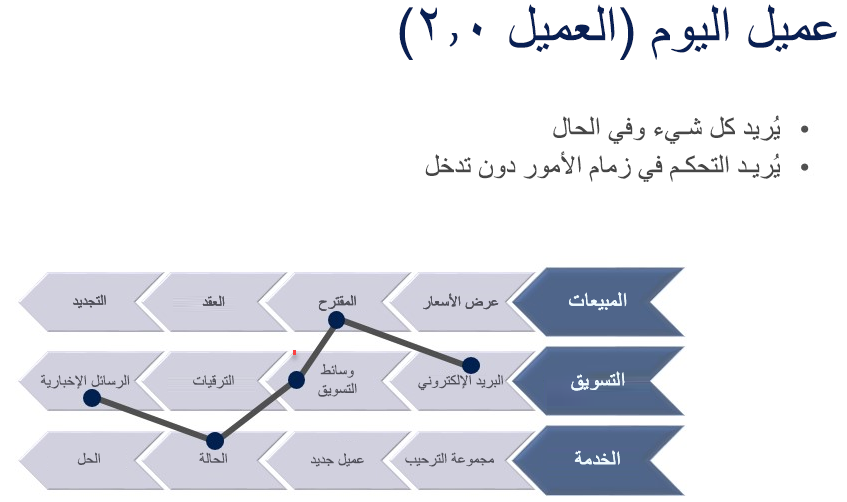 عميل اليوم (العميل ٢,٠)
• يُريد كل شيء وفي الحال
• يُريد التحكم في زمام الأمور دون تدخل
المبيعات
عرض الأسعار
المقترح
العقد
التجديد
التسويق
البريد الإلكتروني
وسائط
التسويق
الترقيات
الرسائل الإخبارية
الخدمة
مجموعة الترحيب
عميل جديد
الحالة
الحل